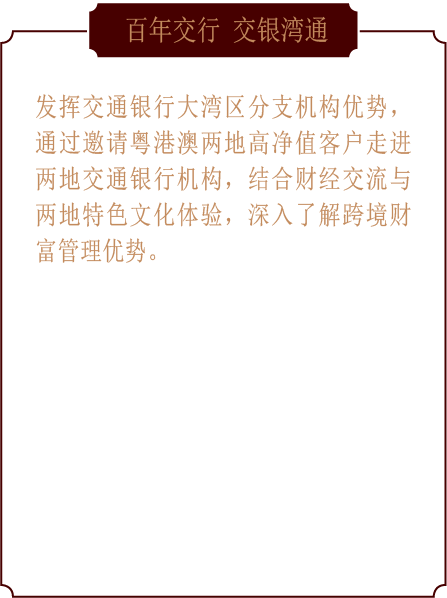 百年交行 交银湾通
发挥交通银行大湾区分支机构优势，
通过邀请粤港澳两地高净值客户走进
两地交通银行机构，结合财经交流与
两地特色文化体验，深入了解跨境财
富管理优势。